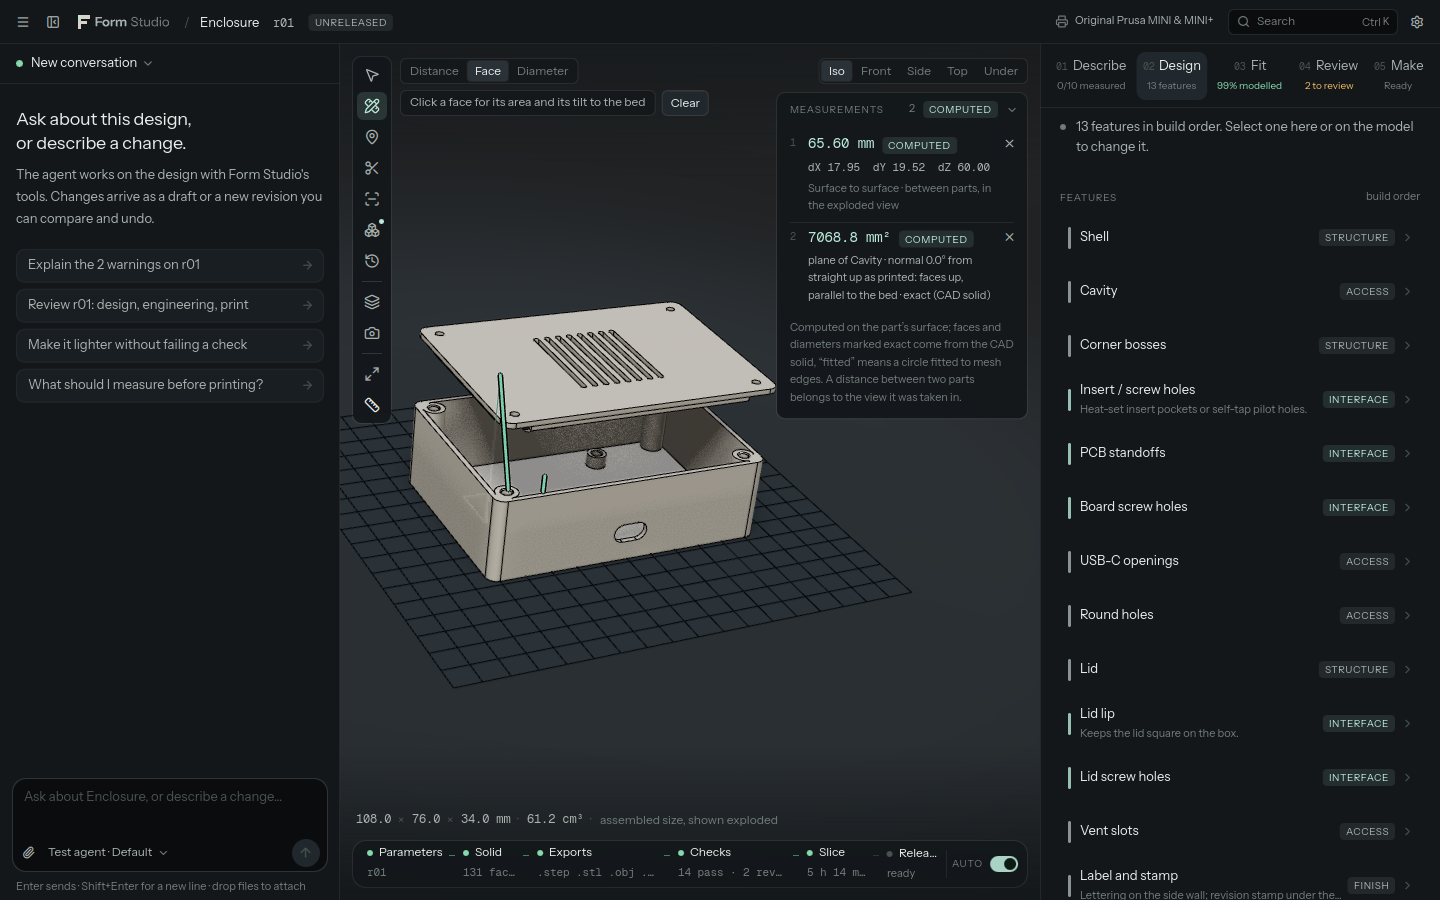 Form Studio / Enclosure r01 UNRELEASED
Original Prusa MINI & MINI+
Search Ctrl K
New conversation
Ask about this design,
or describe a change.
The agent works on the design with Form Studio's
tools. Changes arrive as a draft or a new revision you
can compare and undo.
Explain the 2 warnings on r01
Review r01: design, engineering, print
Make it lighter without failing a check
What should I measure before printing?
Ask about Enclosure, or describe a change...
Test agent · Default
Enter sends · Shift+Enter for a new line · drop files to attach
Distance Face Diameter
Click a face for its area and its tilt to the bed Clear
Iso Front Side Top Under
MEASUREMENTS 2 COMPUTED
1 65.60 mm COMPUTED
dX 17.95 dY 19.52 dZ 60.00
Surface to surface · between parts, in
the exploded view
2 7068.8 mm² COMPUTED
plane of Cavity · normal 0.0° from
straight up as printed: faces up,
parallel to the bed · exact (CAD solid)
Computed on the part's surface; faces and
diameters marked exact come from the CAD
solid, “fitted” means a circle fitted to mesh
edges. A distance between two parts
belongs to the view it was taken in.
108.0 × 76.0 × 34.0 mm · 61.2 cm³ · assembled size, shown exploded
Parameters Solid Exports Checks Slice Relea...
r01 131 fac... .step .stl .obj ... 14 pass · 2 rev... 5 h 14 m... ready
AUTO
01 Describe 02 Design 03 Fit 04 Review 05 Make
0/10 measured 13 features 99% modelled 2 to review Ready
13 features in build order. Select one here or on the model
to change it.
FEATURES build order
Shell STRUCTURE
Cavity ACCESS
Corner bosses STRUCTURE
Insert / screw holes INTERFACE
Heat-set insert pockets or self-tap pilot holes.
PCB standoffs INTERFACE
Board screw holes INTERFACE
USB-C openings ACCESS
Round holes ACCESS
Lid STRUCTURE
Lid lip INTERFACE
Keeps the lid square on the box.
Lid screw holes INTERFACE
Vent slots ACCESS
Label and stamp FINISH
Lettering on the side wall; revision stamp under the...